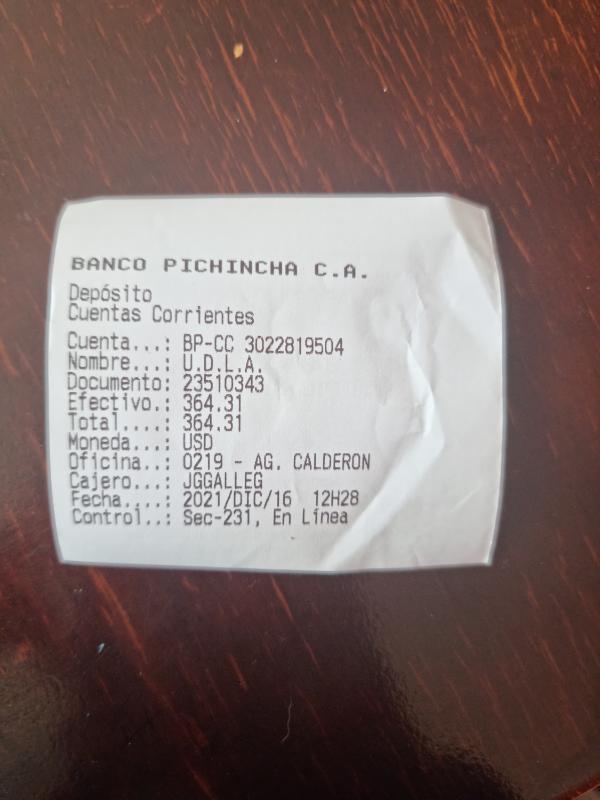 BANCO PICHINCHA C.A.
Depósito
Cuentas Corrientes
Cuenta...: BP-CC 3022819504
Nombre...: U.D.L.A.
Documento: 23510343
Efectivo.: 364.31
Total....: 364.31
Moneda...: USD
Oficina..: 0219 - AG. CALDERON
Cajero...: JGGALLEG
Fecha....: 2021/DIC/16 12H28
Control..: Sec-231, En Línea